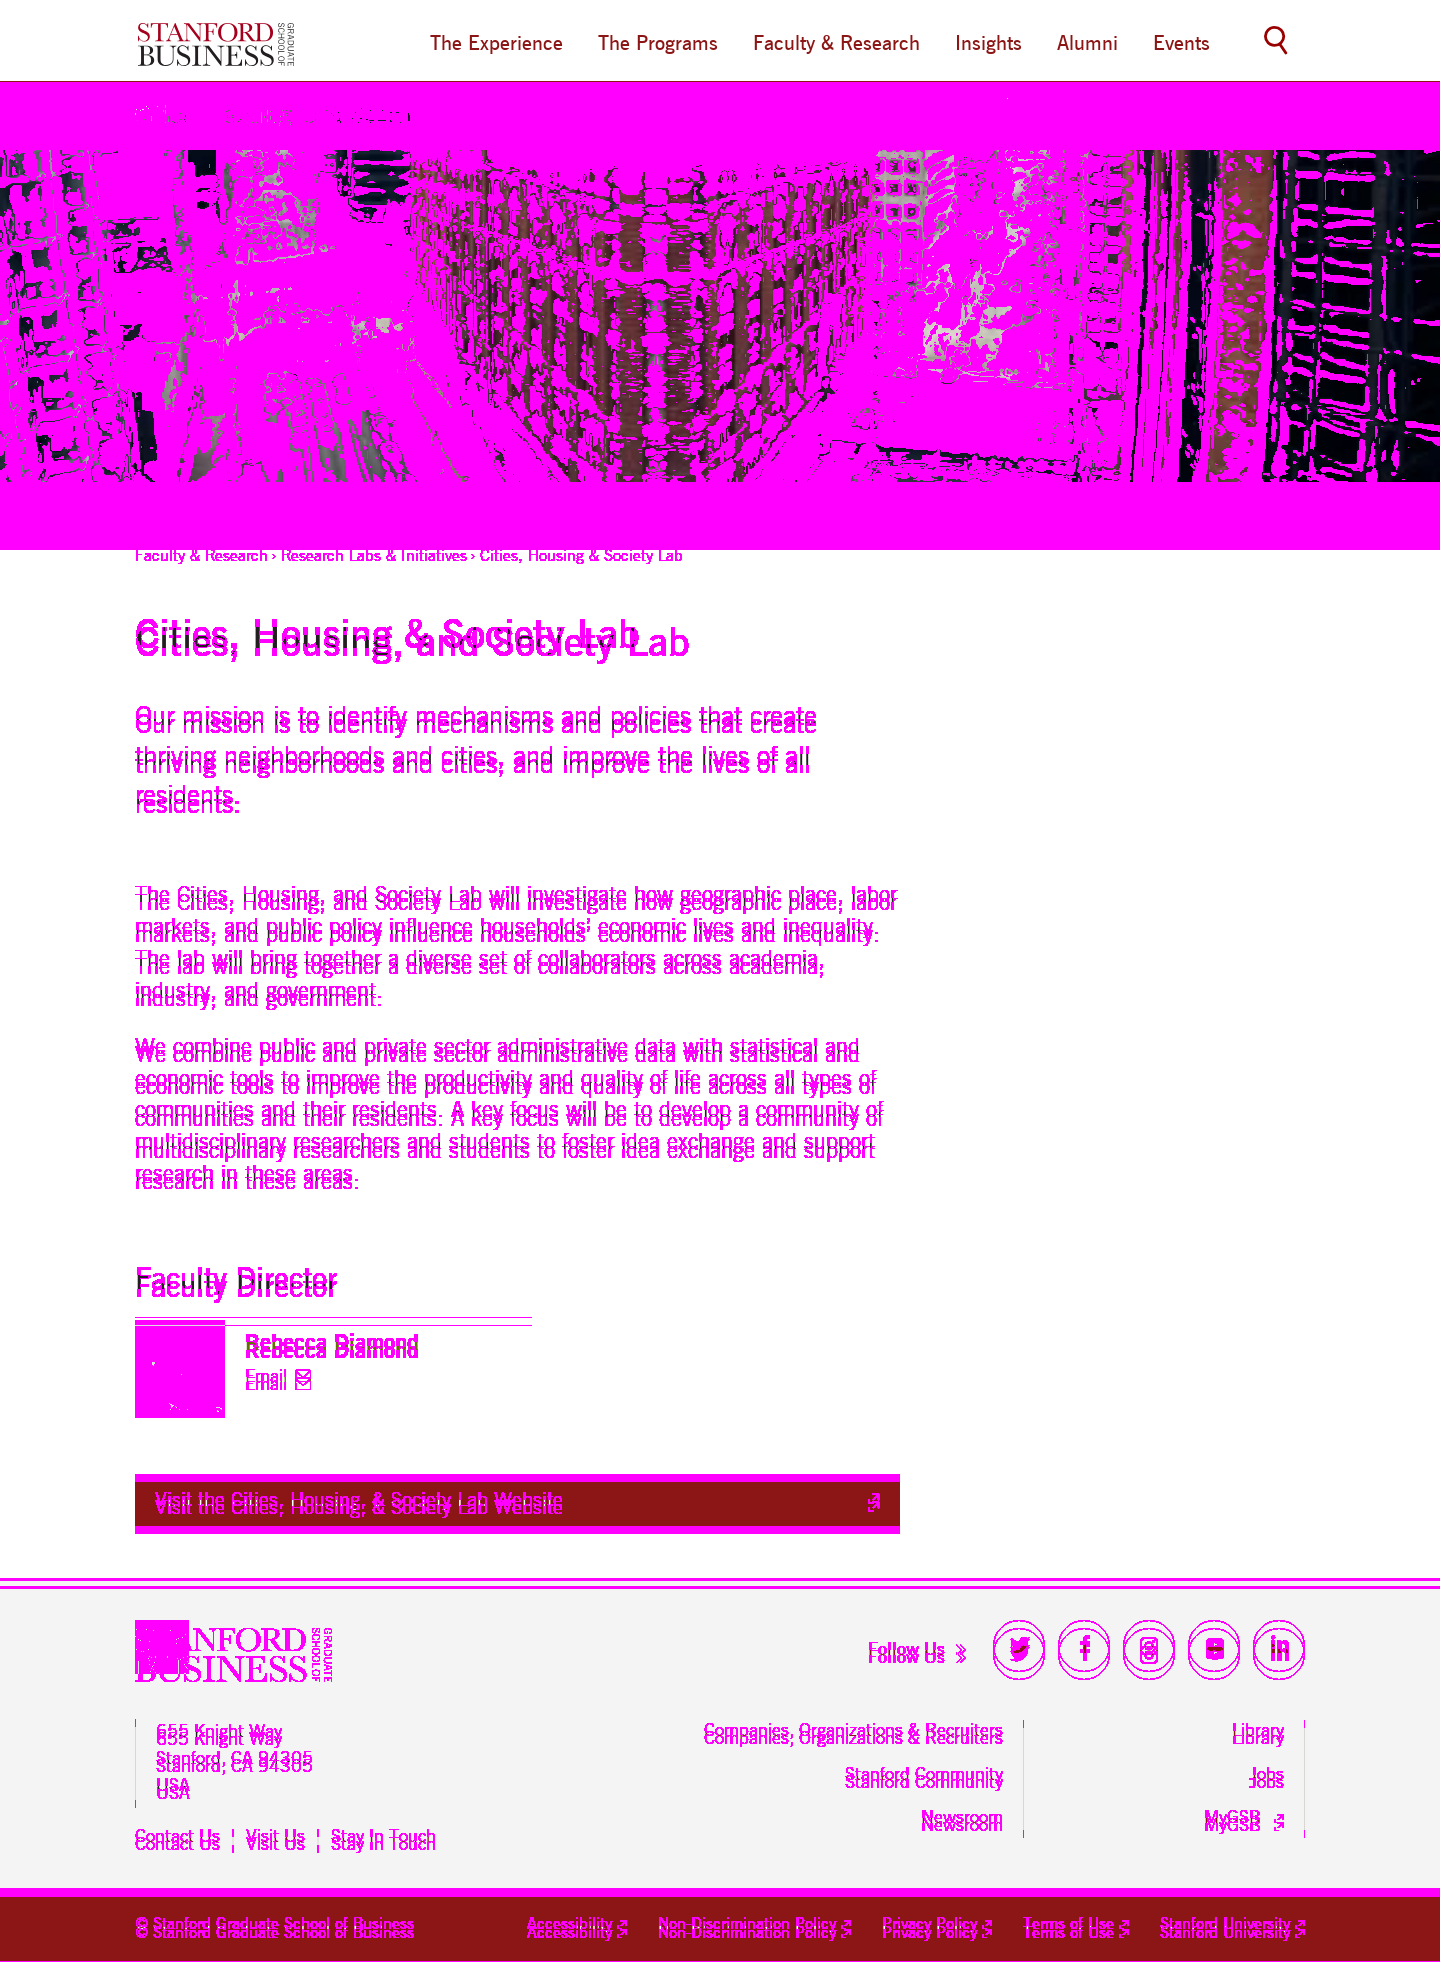 STANFORD
BUSINESS
GRADUATE
SCHOOL OF
The Experience The Programs Faculty & Research Insights Alumni Events
Faculty & Research › Research Labs & Initiatives › Cities, Housing & Society Lab
Cities, Housing & Society Lab
Cities, Housing, and Society Lab
Our mission is to identify mechanisms and policies that create
thriving neighborhoods and cities, and improve the lives of all
residents.
The Cities, Housing, and Society Lab will investigate how geographic place, labor
markets, and public policy influence households’ economic lives and inequality.
The lab will bring together a diverse set of collaborators across academia,
industry, and government.
We combine public and private sector administrative data with statistical and
economic tools to improve the productivity and quality of life across all types of
communities and their residents. A key focus will be to develop a community of
multidisciplinary researchers and students to foster idea exchange and support
research in these areas.
Faculty Director
Rebecca Diamond
Email
Visit the Cities, Housing, & Society Lab Website
BUSINESS
GRADUATE
SCHOOL OF
Follow Us
655 Knight Way
Stanford, CA 94305
USA
Companies, Organizations & Recruiters
Stanford Community
Newsroom
Library
Jobs
MyGSB
Contact Us | Visit Us | Stay In Touch
© Stanford Graduate School of Business Accessibility Non-Discrimination Policy Privacy Policy Terms of Use Stanford University